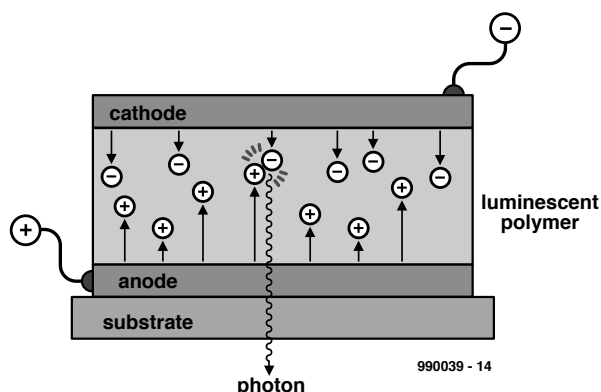 cathode
luminescent
polymer
anode
substrate
990039 - 14
photon